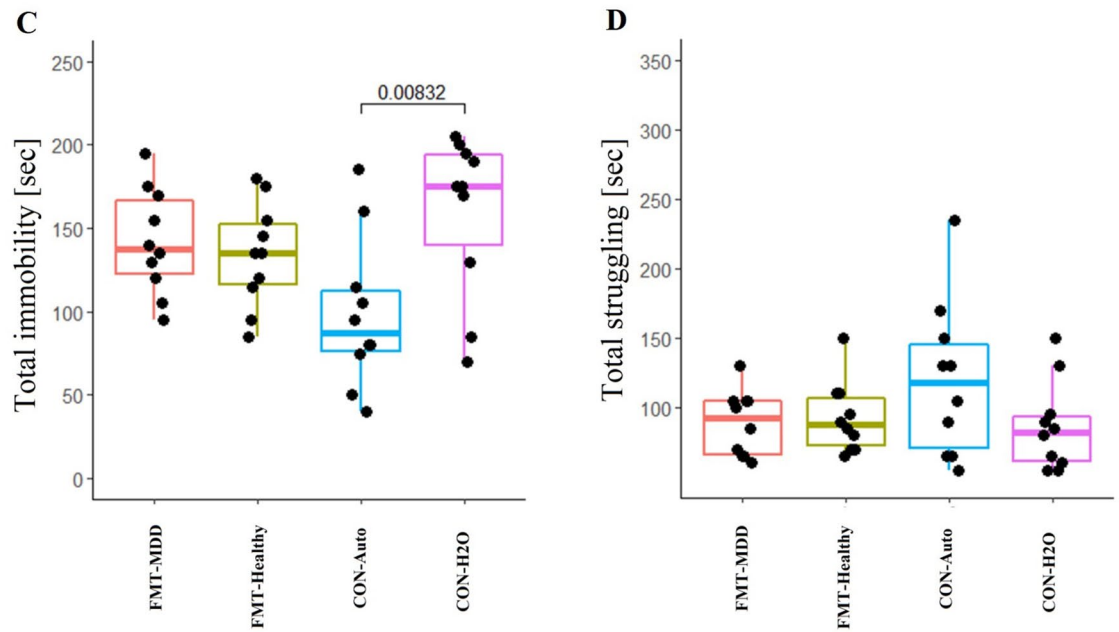 C
Total immobility [sec]
250
200
150
100
50
0
0.00832
FMT-MDD
FMT-Healthy
CON-Auto
CON-H2O
D
Total struggling [sec]
350
300
250
200
150
100
FMT-MDD
FMT-Healthy
CON-Auto
CON-H2O